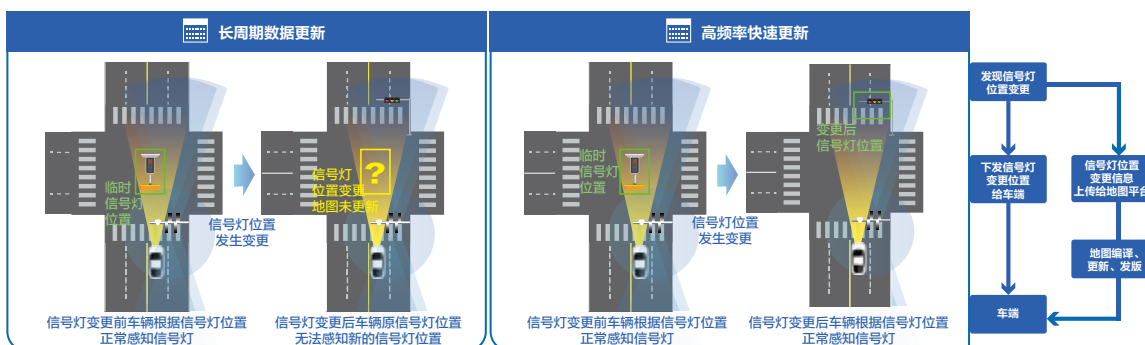 长周期数据更新
临时
信号灯
位置
信号灯
位置变更
地图未更新
?
信号灯位置
发生变更
信号灯变更前车辆根据信号灯位置
正常感知信号灯
信号灯变更后车辆原信号灯位置
无法感知新的信号灯位置
高频率快速更新
临时
信号灯
位置
变更后
信号灯位置
信号灯位置
发生变更
信号灯变更前车辆根据信号灯位置
正常感知信号灯
信号灯变更后车辆根据信号灯位置
正常感知信号灯
发现信号灯
位置变更
下发信号灯
变更位置
给车端
信号灯位置
变更信息
上传给地图平台
地图编译、
更新、发版
车端